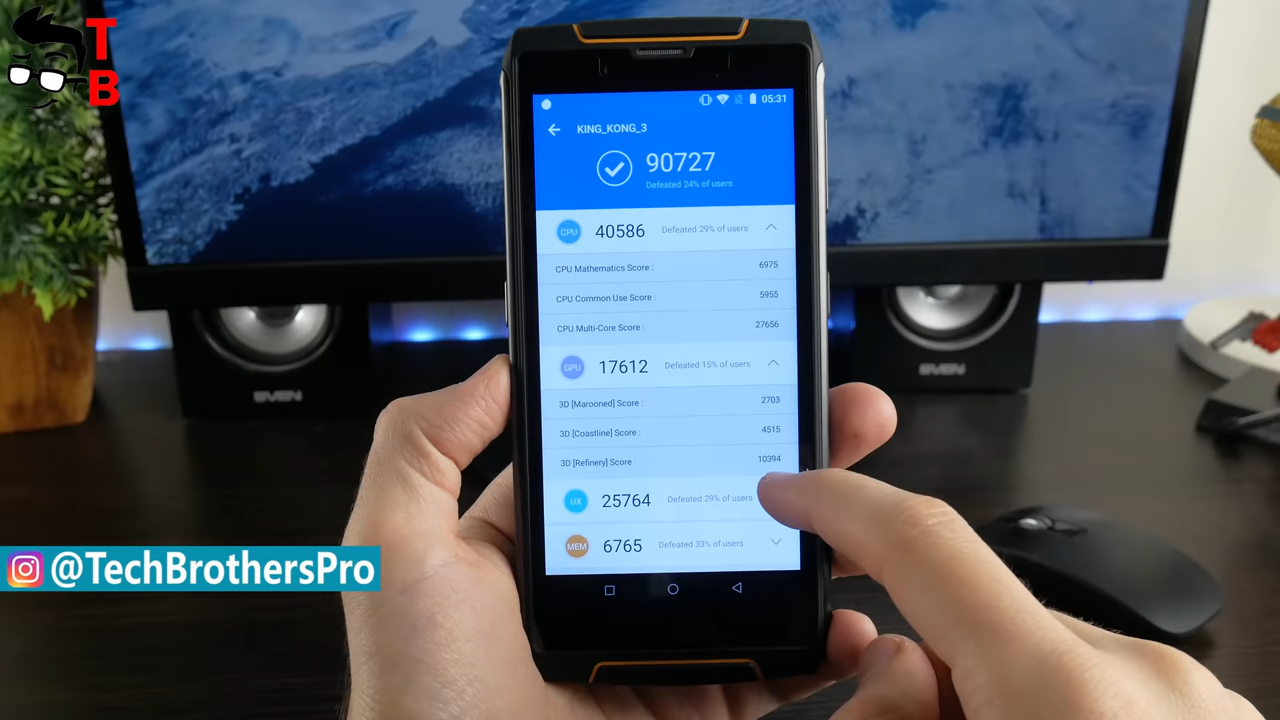 TB
05:31
KING_KONG_3
90727
Defeated 24% of users
CPU 40586 Defeated 29% of users
CPU Mathematics Score : 6975
CPU Common Use Score : 5955
CPU Multi-Core Score : 27656
GPU 17612 Defeated 15% of users
3D [Marooned] Score : 2703
3D [Coastline] Score : 4515
3D [Refinery] Score : 10394
UX 25764 Defeated 29% of users
MEM 6765 Defeated 33% of users
SVEN
SVEN
@TechBrothersPro